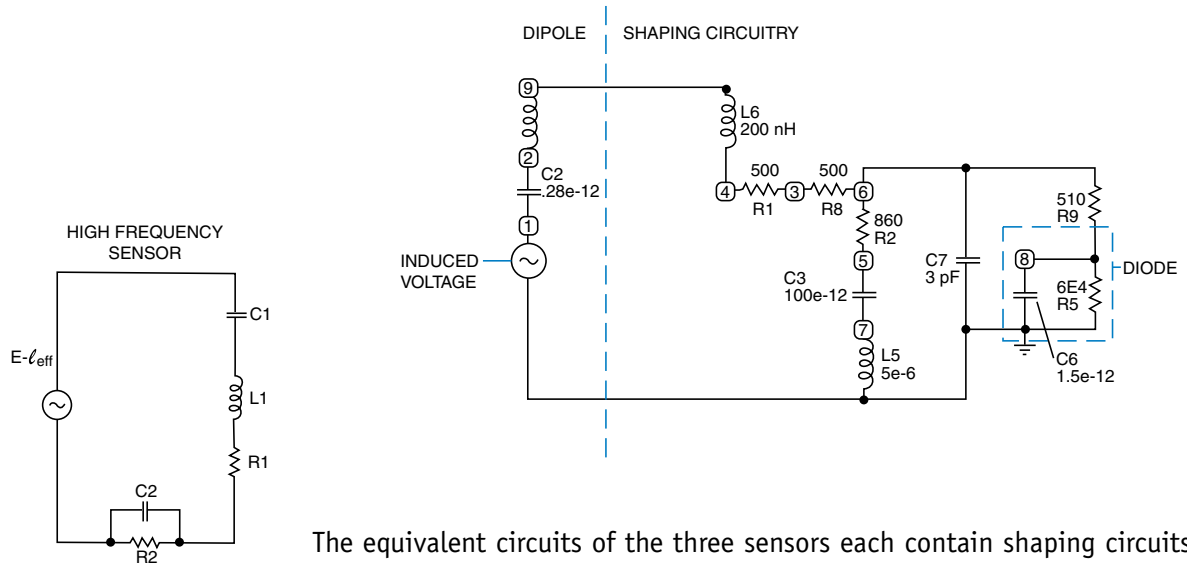 DIPOLE
SHAPING CIRCUITRY
9
L6
200 nH
2
C2
.28e-12
500
500
4
3
6
R1
R8
510
R9
1
860
R2
HIGH FREQUENCY
SENSOR
INDUCED
VOLTAGE
5
C7
3 pF
8
DIODE
C3
100e-12
6E4
R5
C1
7
E-ℓeff
L5
5e-6
C6
1.5e-12
L1
R1
C2
R2
The equivalent circuits of the three sensors each contain shaping circuits